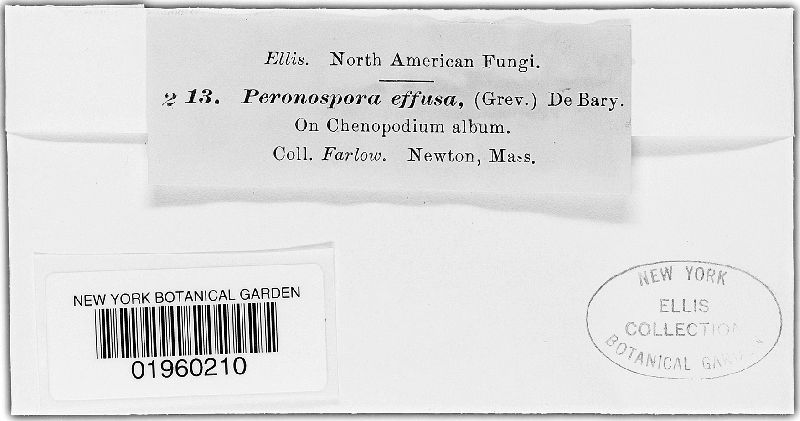 Ellis. North American Fungi.
213. Peronospora effusa, (Grev.) De Bary.
On Chenopodium album.
Coll. Farlow. Newton, Mass.
NEW YORK BOTANICAL GARDEN
01960210
NEW YORK
ELLIS
COLLECTION
BOTANICAL GARDEN